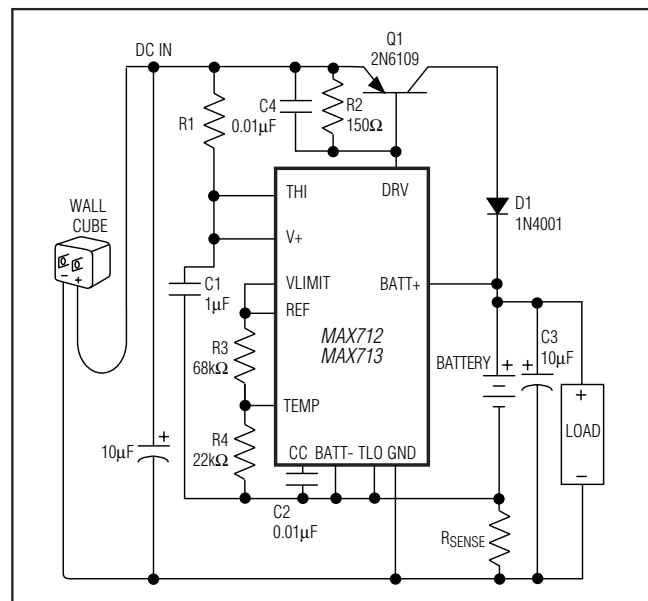 DC IN
Q1
2N6109
R1
C4
0.01µF
R2
150Ω
THI
DRV
WALL
CUBE
D1
1N4001
V+
C1
1µF
VLIMIT
BATT+
REF
MAX712
MAX713
R3
68kΩ
C3
10µF
BATTERY
TEMP
LOAD
10µF
R4
22kΩ
CC BATT- TLO GND
C2
0.01µF
RSENSE